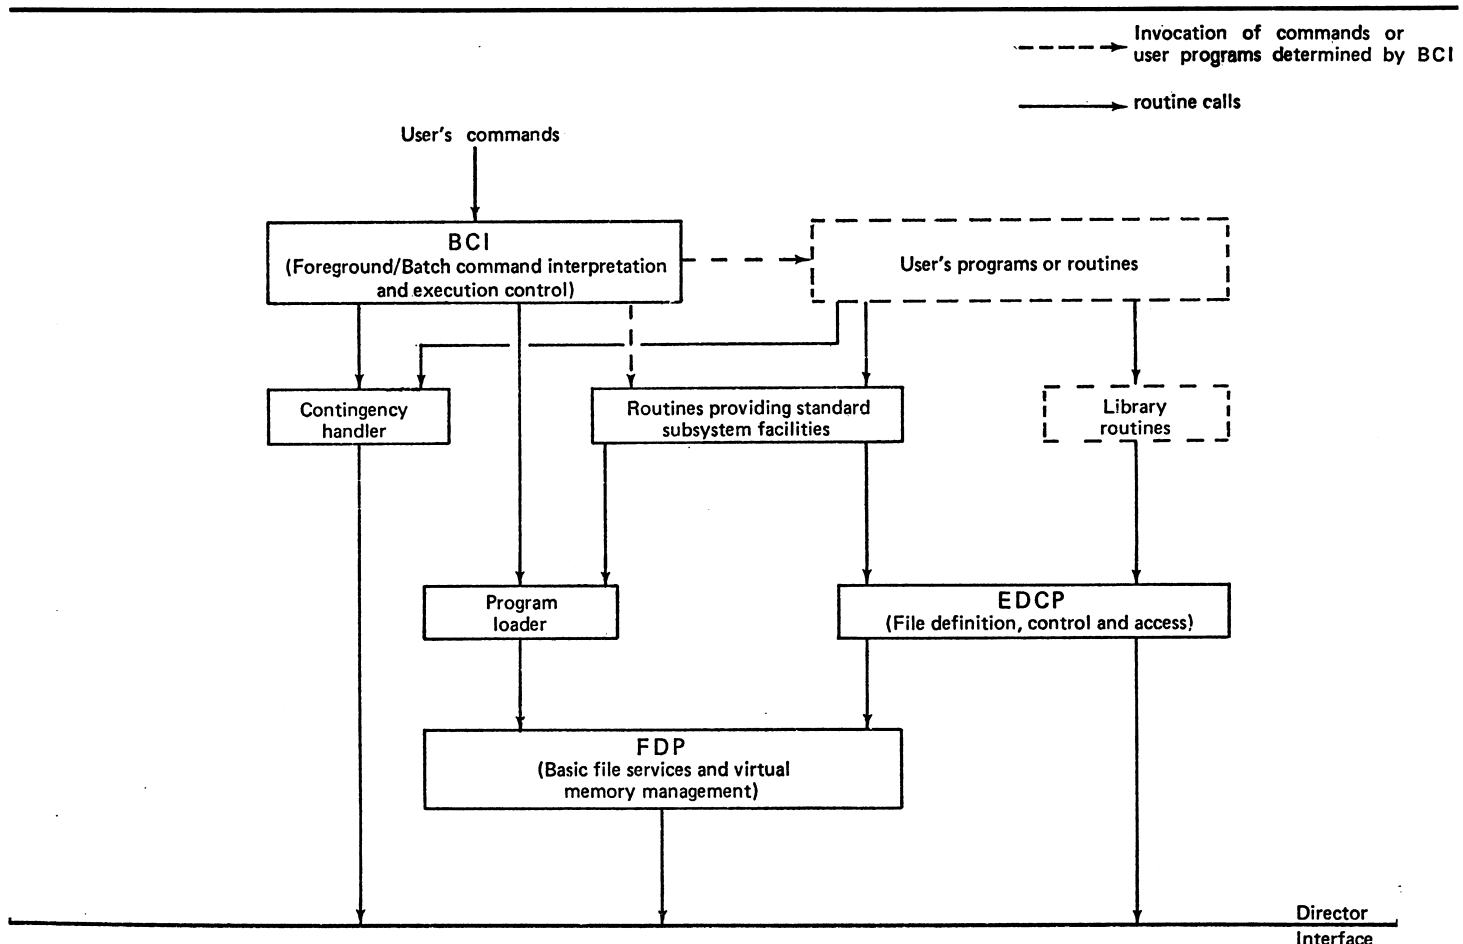 Invocation of commands or
user programs determined by BCI
routine calls
User's commands
BCI
(Foreground/Batch command interpretation
and execution control)
User's programs or routines
Contingency
handler
Routines providing standard
subsystem facilities
Library
routines
Program
loader
EDCP
(File definition, control and access)
FDP
(Basic file services and virtual
memory management)
Director
Interface